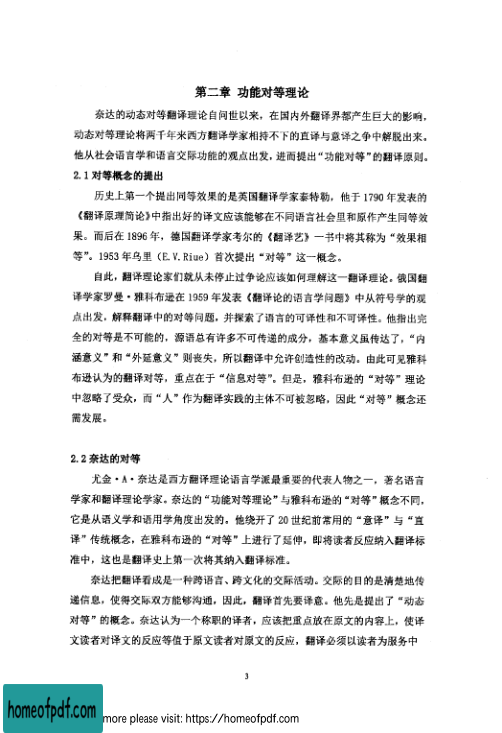 第二章 功能对等理论
奈达的动态对等翻译理论自问世以来，在国内外翻译界都产生巨大的影响，
动态对等理论将两千年来西方翻译学家相持不下的直译与意译之争中解脱出来。
他从社会语言学和语言交际功能的观点出发，进而提出“功能对等”的翻译原则。
2.1 对等概念的提出
历史上第一个提出同等效果的是英国翻译学家泰特勒，他于 1790 年发表的
《翻译原理简论》中指出好的译文应该能够在不同语言社会里和原作产生同等效
果。而后在 1896 年，德国翻译学家考尔的《翻译艺》一书中将其称为“效果相
等”。1953 年乌里（E.V.Riue）首次提出“对等”这一概念。
自此，翻译理论家们就从未停止过争论应该如何理解这一翻译理论。俄国翻
译学家罗曼·雅科布逊在 1959 年发表《翻译论的语言学问题》中从符号学的观
点出发，解释翻译中的对等问题，并探索了语言的可译性和不可译性。他指出完
全的对等是不可能的，源语总有许多不可传递的成分，基本意义虽传达了，“内
涵意义”和“外延意义”则丧失，所以翻译中允许创造性的改动。由此可见雅科
布逊认为的翻译对等，重点在于“信息对等”。但是，雅科布逊的“对等”理论
中忽略了受众，而“人”作为翻译实践的主体不可被忽略，因此“对等”概念还
需发展。
2.2 奈达的对等
尤金·A·奈达是西方翻译理论语言学派最重要的代表人物之一，著名语言
学家和翻译理论学家。奈达的“功能对等理论”与雅科布逊的“对等”概念不同，
它是从语义学和语用学角度出发的。他绕开了 20 世纪前常用的“意译”与“直
译”传统概念，在雅科布逊的“对等”上进行了延伸，即将读者反应纳入翻译标
准中，这也是翻译史上第一次将其纳入翻译标准。
奈达把翻译看成是一种跨语言、跨文化的交际活动。交际的目的是清楚地传
递信息，使得交际双方能够沟通，因此，翻译首先要译意。他先是提出了“动态
对等”的概念。奈达认为一个称职的译者，应该把重点放在原文的内容上，使译
文读者对译文的反应等值于原文读者对原文的反应，翻译必须以读者为服务中
3
homeofpdf.com
more please visit: https://homeofpdf.com